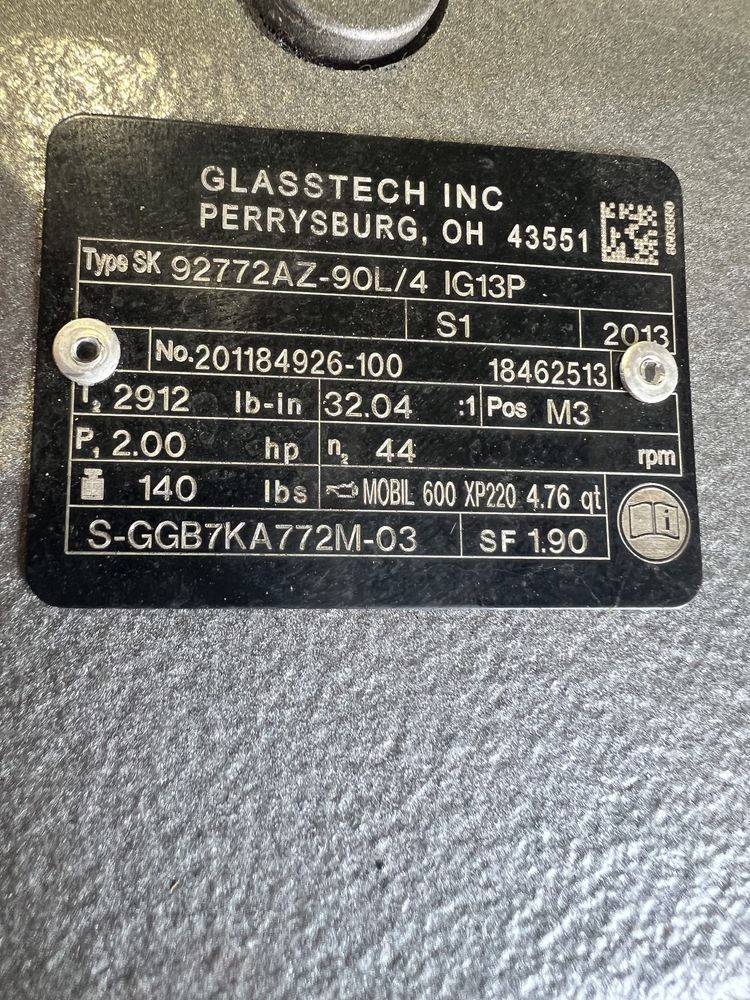 GLASSTECH INC
PERRYSBURG, OH 43551
Type SK 92772AZ-90L/4 IG13P
S1 2013
No. 201184926-100 18462513
T₂ 2912 lb-in 32.04 :1 Pos M3
P₁ 2.00 hp n₂ 44 rpm
140 lbs MOBIL 600 XP220 4.76 qt
S-GGB7KA772M-03 SF 1.90